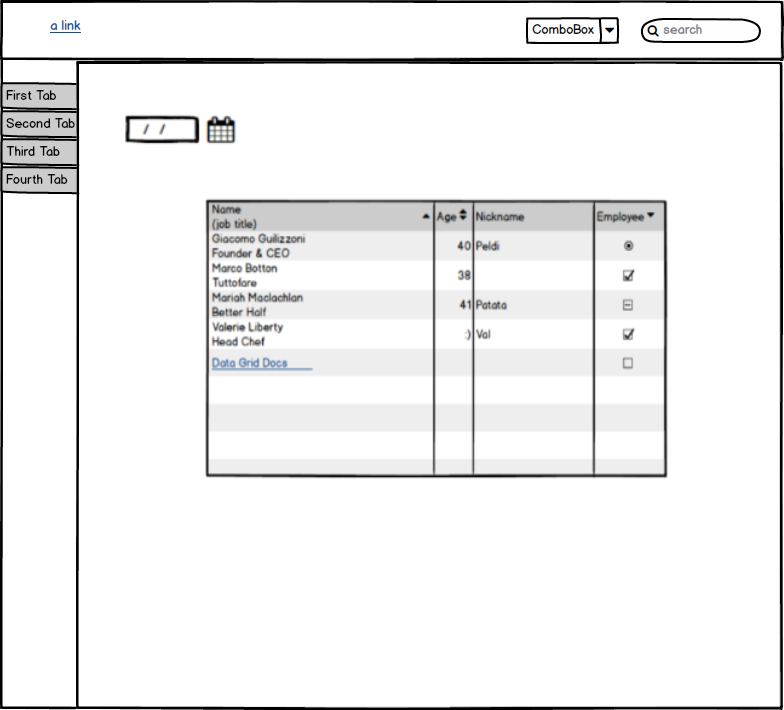 a link
ComboBox
search
First Tab
Second Tab
Third Tab
Fourth Tab
/ /
Name
(job title)
Age
Nickname
Employee
Giacomo Guilizzoni
Founder & CEO
40
Peldi
Marco Botton
Tuttofare
38
Mariah Maclachlan
Better Half
41
Patata
Valerie Liberty
Head Chef
:)
Val
Data Grid Docs